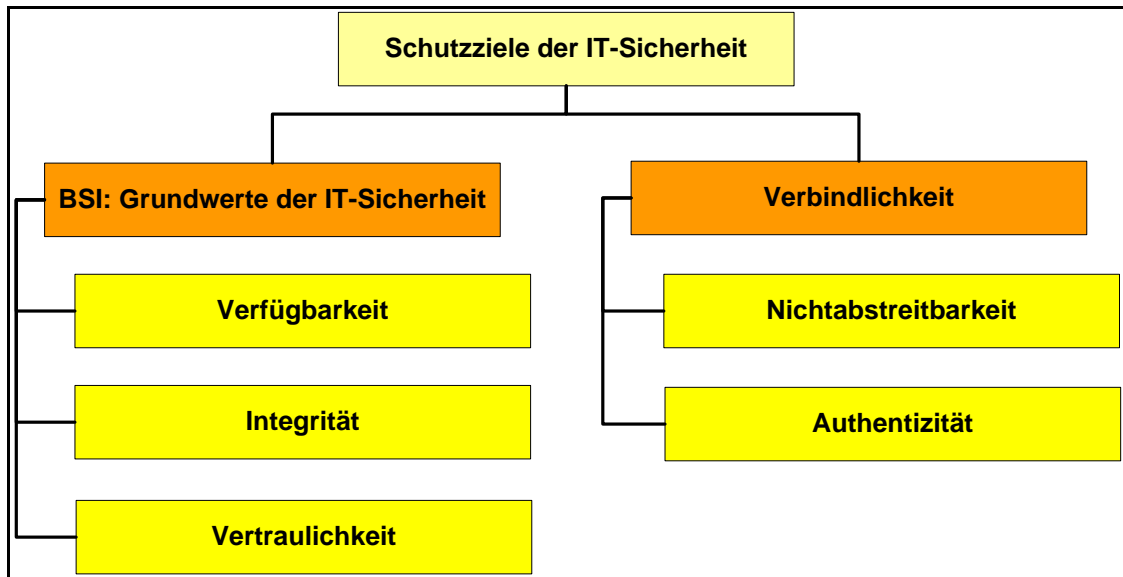 Schutzziele der IT-Sicherheit
BSI: Grundwerte der IT-Sicherheit
Verfügbarkeit
Integrität
Vertraulichkeit
Verbindlichkeit
Nichtabstreitbarkeit
Authentizität